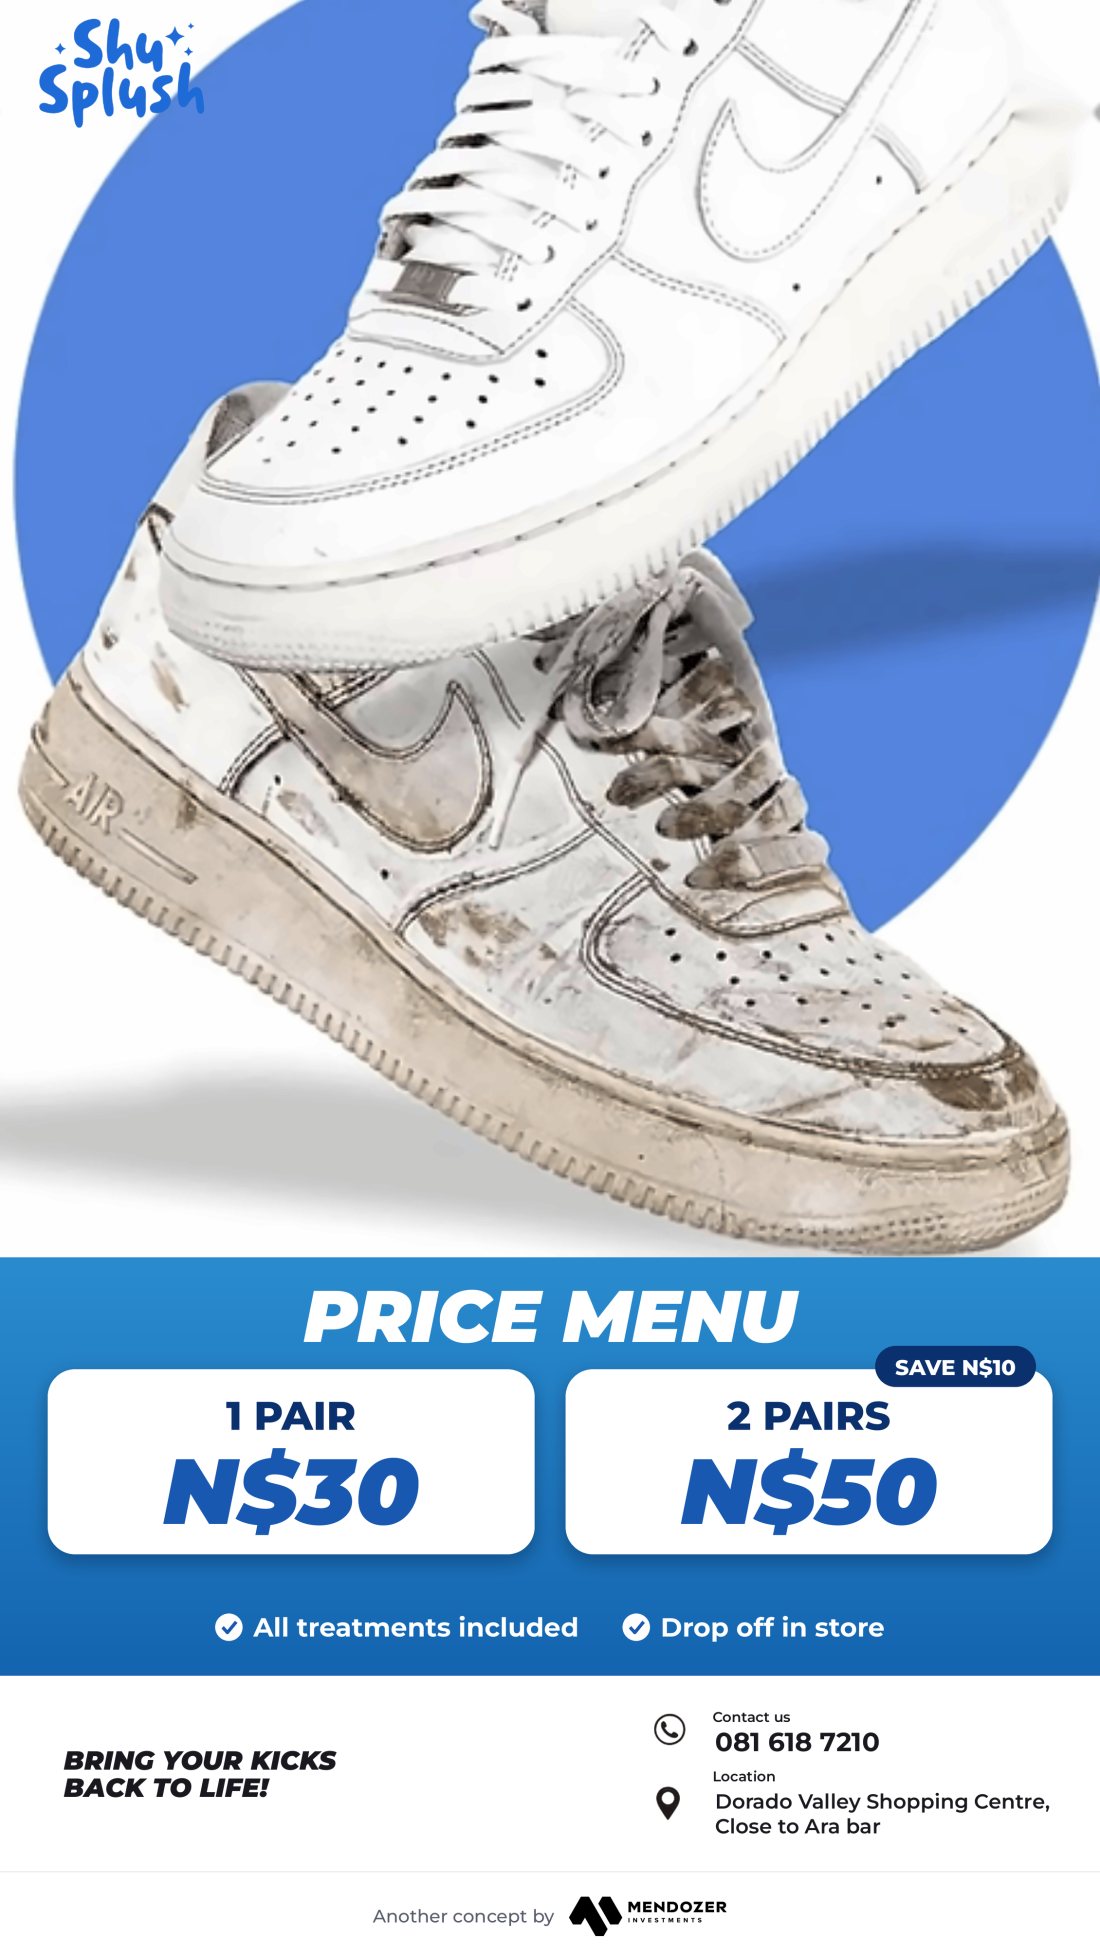 Shu
Splush
AIR
PRICE MENU
SAVE N$10
1 PAIR
N$30
2 PAIRS
N$50
All treatments included
Drop off in store
BRING YOUR KICKS
BACK TO LIFE!
Contact us
081 618 7210
Location
Dorado Valley Shopping Centre,
Close to Ara bar
Another concept by
MENDOZER
INVESTMENTS